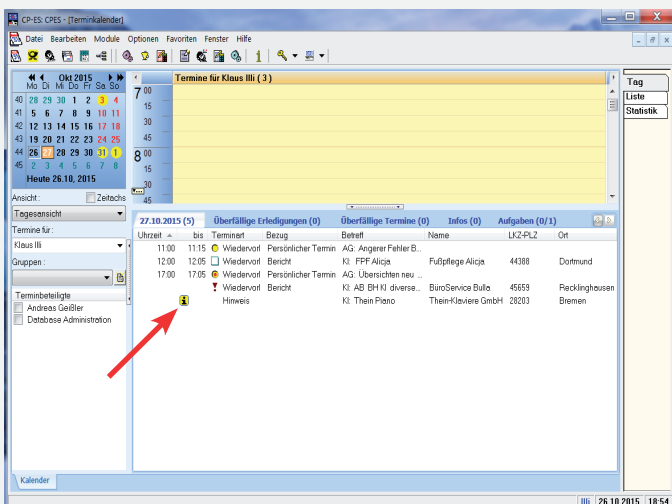 CP-ES: CPES - [Terminkalender]
Datei Bearbeiten Module Optionen Favoriten Fenster Hilfe
Okt 2015
Mo Di Mi Do Fr Sa So
40 28 29 30 1 2 3 4
41 5 6 7 8 9 10 11
42 12 13 14 15 16 17 18
43 19 20 21 22 23 24 25
44 26 27 28 29 30 31 1
45 2 3 4 5 6 7 8
Heute 26.10, 2015
Ansicht: Zeitachs
Tagesansicht
Termine für:
Klaus Illi
Gruppen:
Terminbeteiligte
Andreas Geißler
Database Administration
Termine für Klaus Illi ( 3 )
7 00
15
30
45
8 00
15
30
45
Tag
Liste
Statistik
27.10.2015 (5) Überfällige Erledigungen (0) Überfällige Termine (0) Infos (0) Aufgaben (0/1)
Uhrzeit bis Terminart Bezug Betreff Name LKZ-PLZ Ort
11:00 11:15 Wiedervorl Persönlicher Termin AG: Angerer Fehler B...
12:00 12:05 Wiedervorl Bericht KI: FPF Alicja Fußpflege Alicja 44388 Dortmund
17:00 17:05 Wiedervorl Persönlicher Termin AG: Übersichten neu ...
Wiedervorl Bericht KI: AB BH KI diverse... BüroService Bulla 45659 Recklinghausen
Hinweis KI: Thein Piano Thein-Klaviere GmbH 28203 Bremen
Kalender
Illi 26.10.2015 18:54